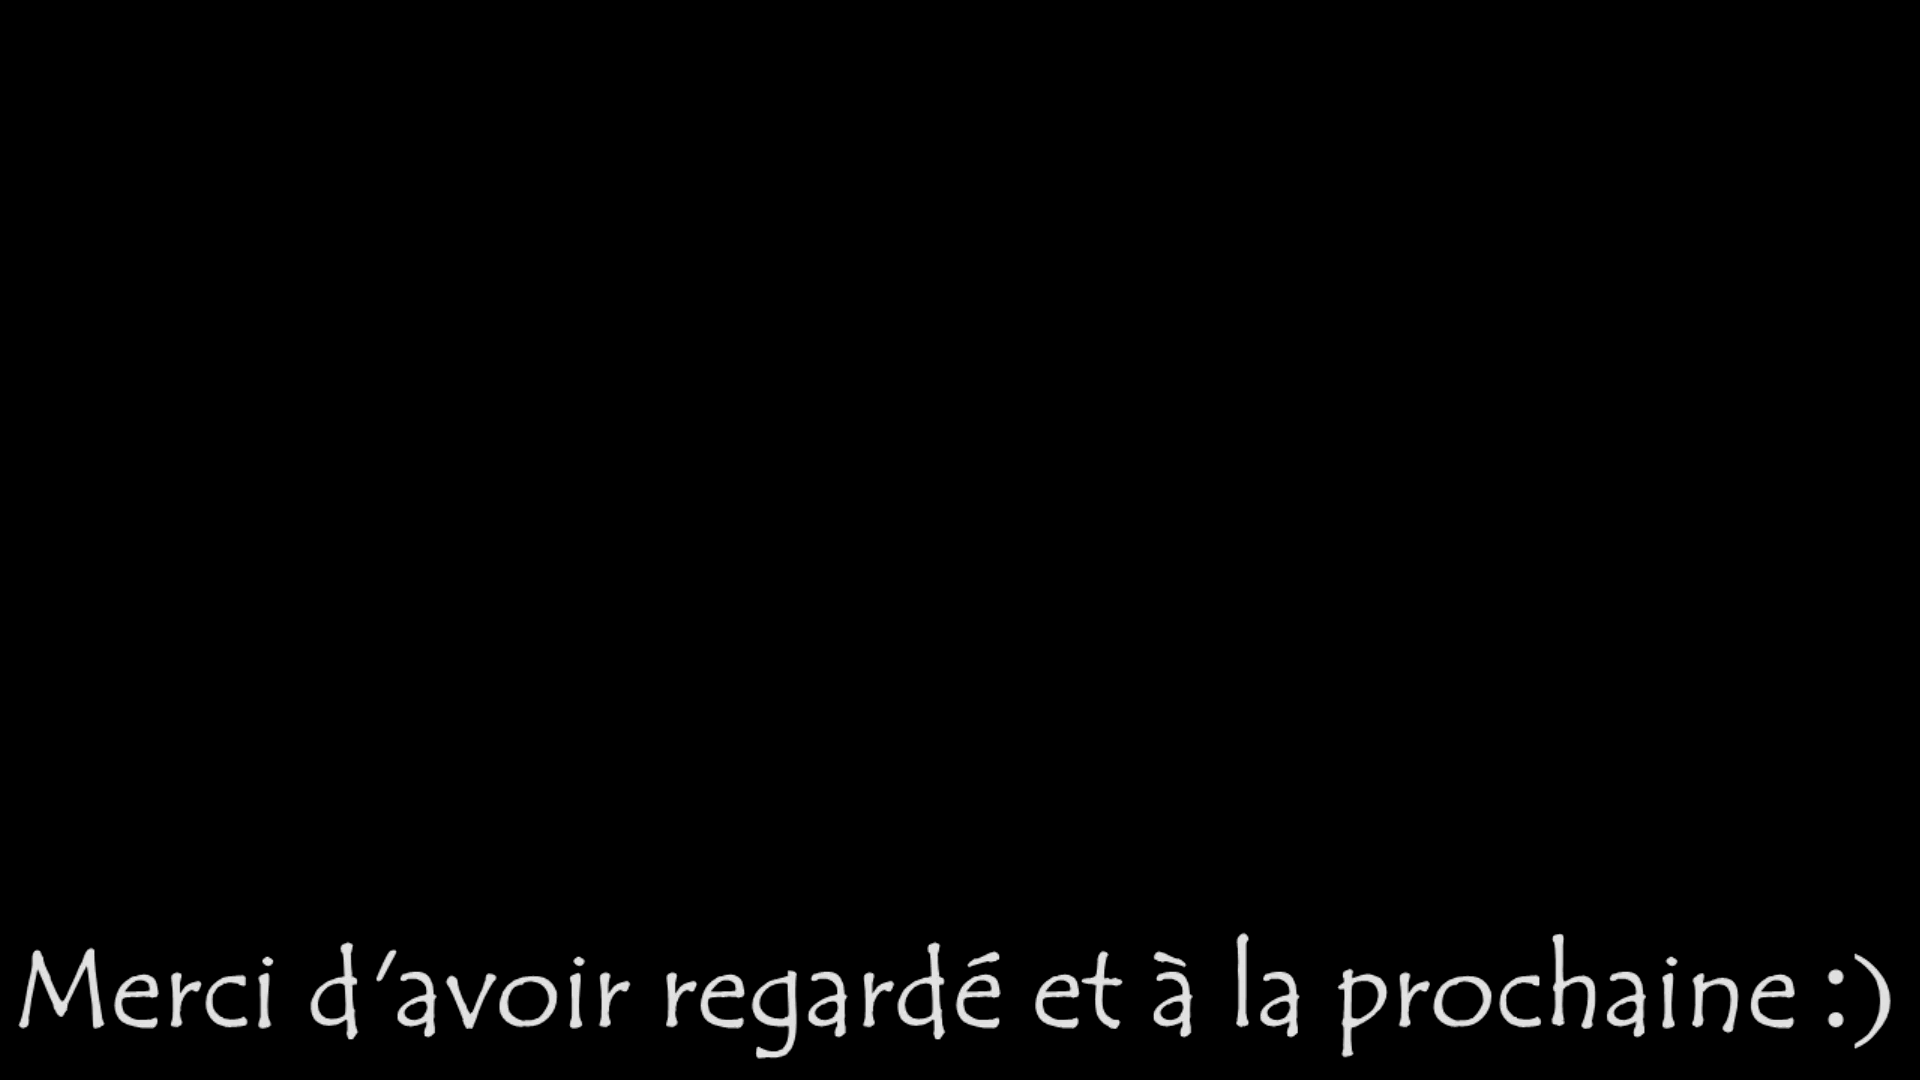 Merci d'avoir regardé et à la prochaine :)